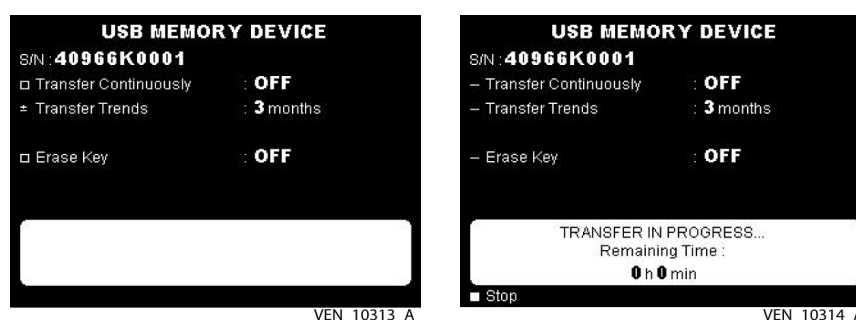 USB MEMORY DEVICE
S/N : 40966K0001
Transfer Continuously : OFF
± Transfer Trends : 3 months
Erase Key : OFF
VEN_10313_A
USB MEMORY DEVICE
S/N : 40966K0001
– Transfer Continuously : OFF
– Transfer Trends : 3 months
– Erase Key : OFF
TRANSFER IN PROGRESS...
Remaining Time :
0 h 0 min
Stop
VEN_10314_